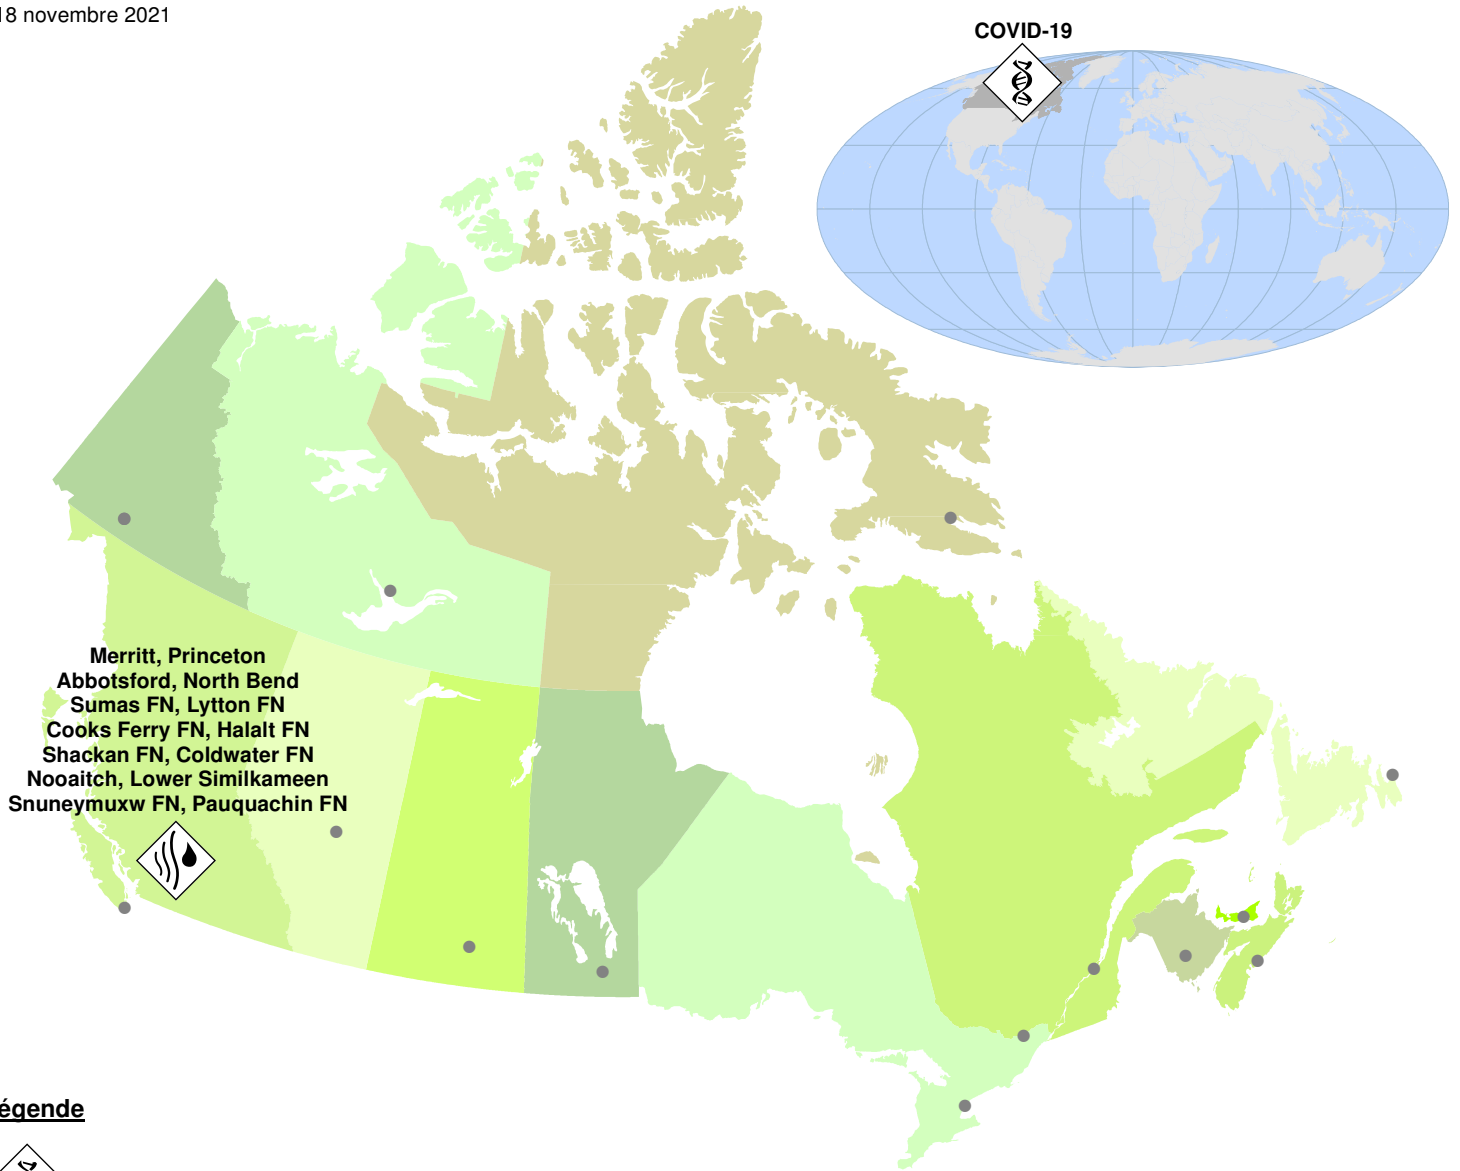 18 novembre 2021
COVID-19
Merritt, Princeton
Abbotsford, North Bend
Sumas FN, Lytton FN
Cooks Ferry FN, Halalt FN
Shackan FN, Coldwater FN
Nooaitch, Lower Similkameen
Snuneymuxw FN, Pauquachin FN
égende